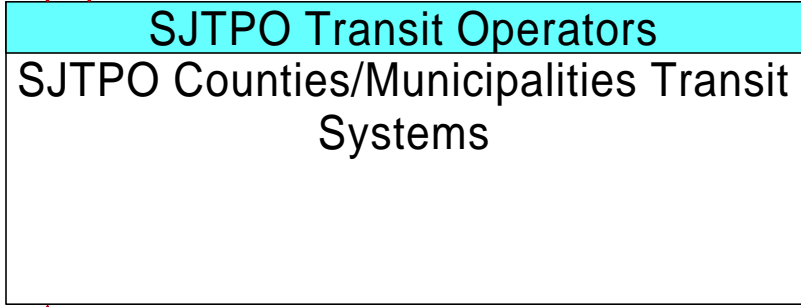 SJTPO Transit Operators
SJTPO Counties/Municipalities Transit
Systems